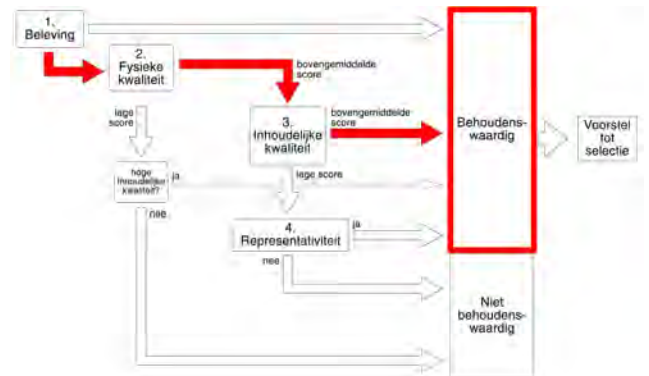 1.
Beleving
2.
Fysieke
kwaliteit
bovengemiddelde
score
lage
score
3.
Inhoudelijke
kwaliteit
bovengemiddelde
score
Behoudens-
waardig
Voorstel
tot
selectie
hoge
inhoudelijke
kwaliteit?
ja
lage score
nee
4.
Representativiteit
ja
nee
Niet
behoudens-
waardig